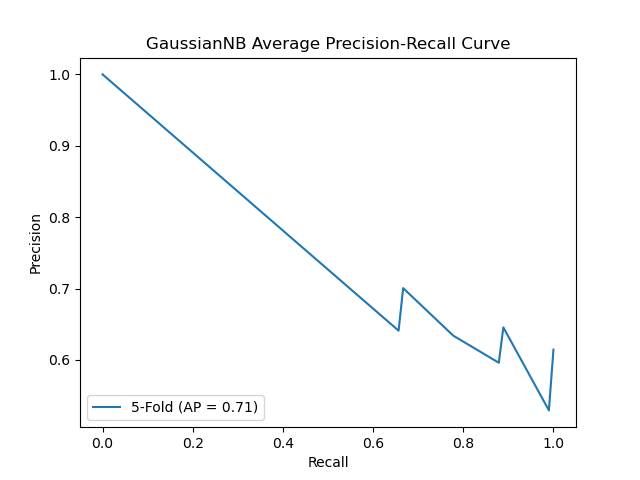 GaussianNB Average Precision-Recall Curve
1.0
0.9
0.8
0.7
0.6
Precision
5-Fold (AP = 0.71)
0.0 0.2 0.4 0.6 0.8 1.0
Recall